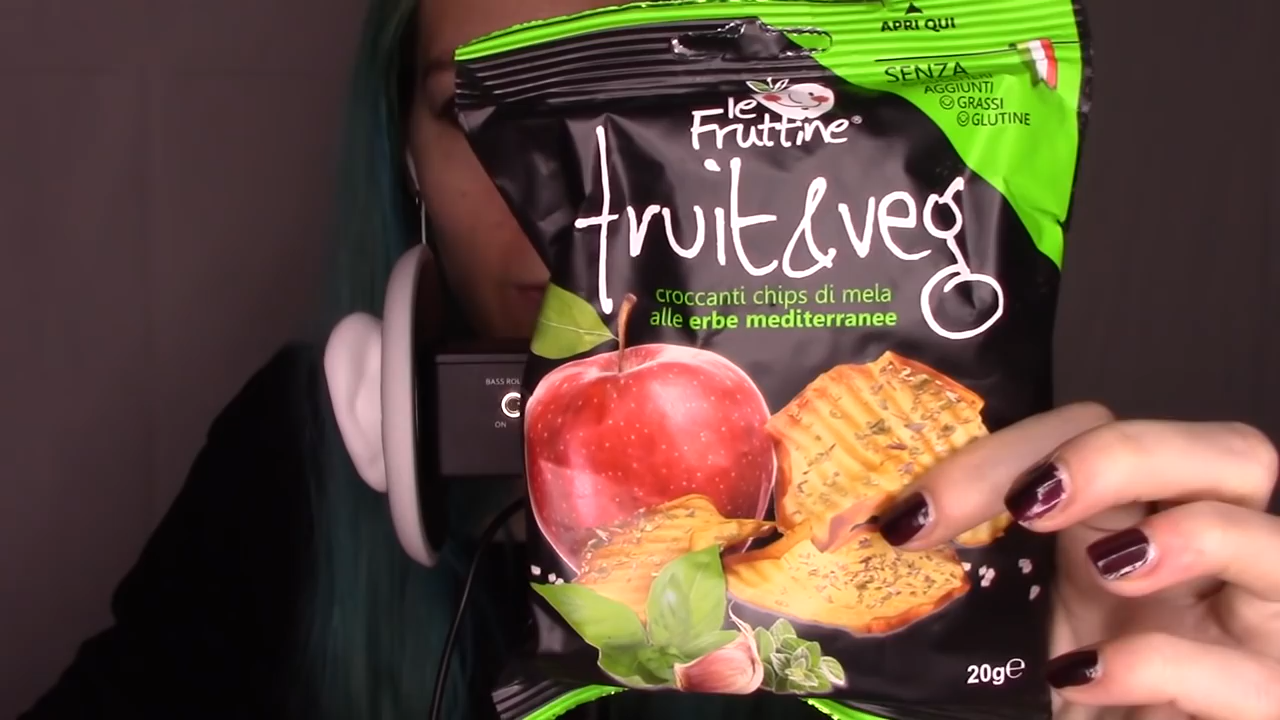 APRI QUI
SENZA
AGGIUNTI
GRASSI
GLUTINE
le
Fruttine®
fruit&veg
croccanti chips di mela
alle erbe mediterranee
BASS ROL
ON
20g℮